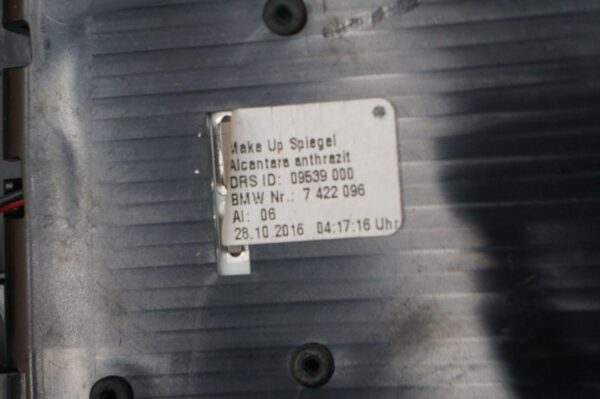 Make Up Spiegel
Alcantara anthrazit
DRS ID: 09539 000
BMW Nr.: 7 422 096
AI: 06
28.10.2016 04:17:16 Uhr